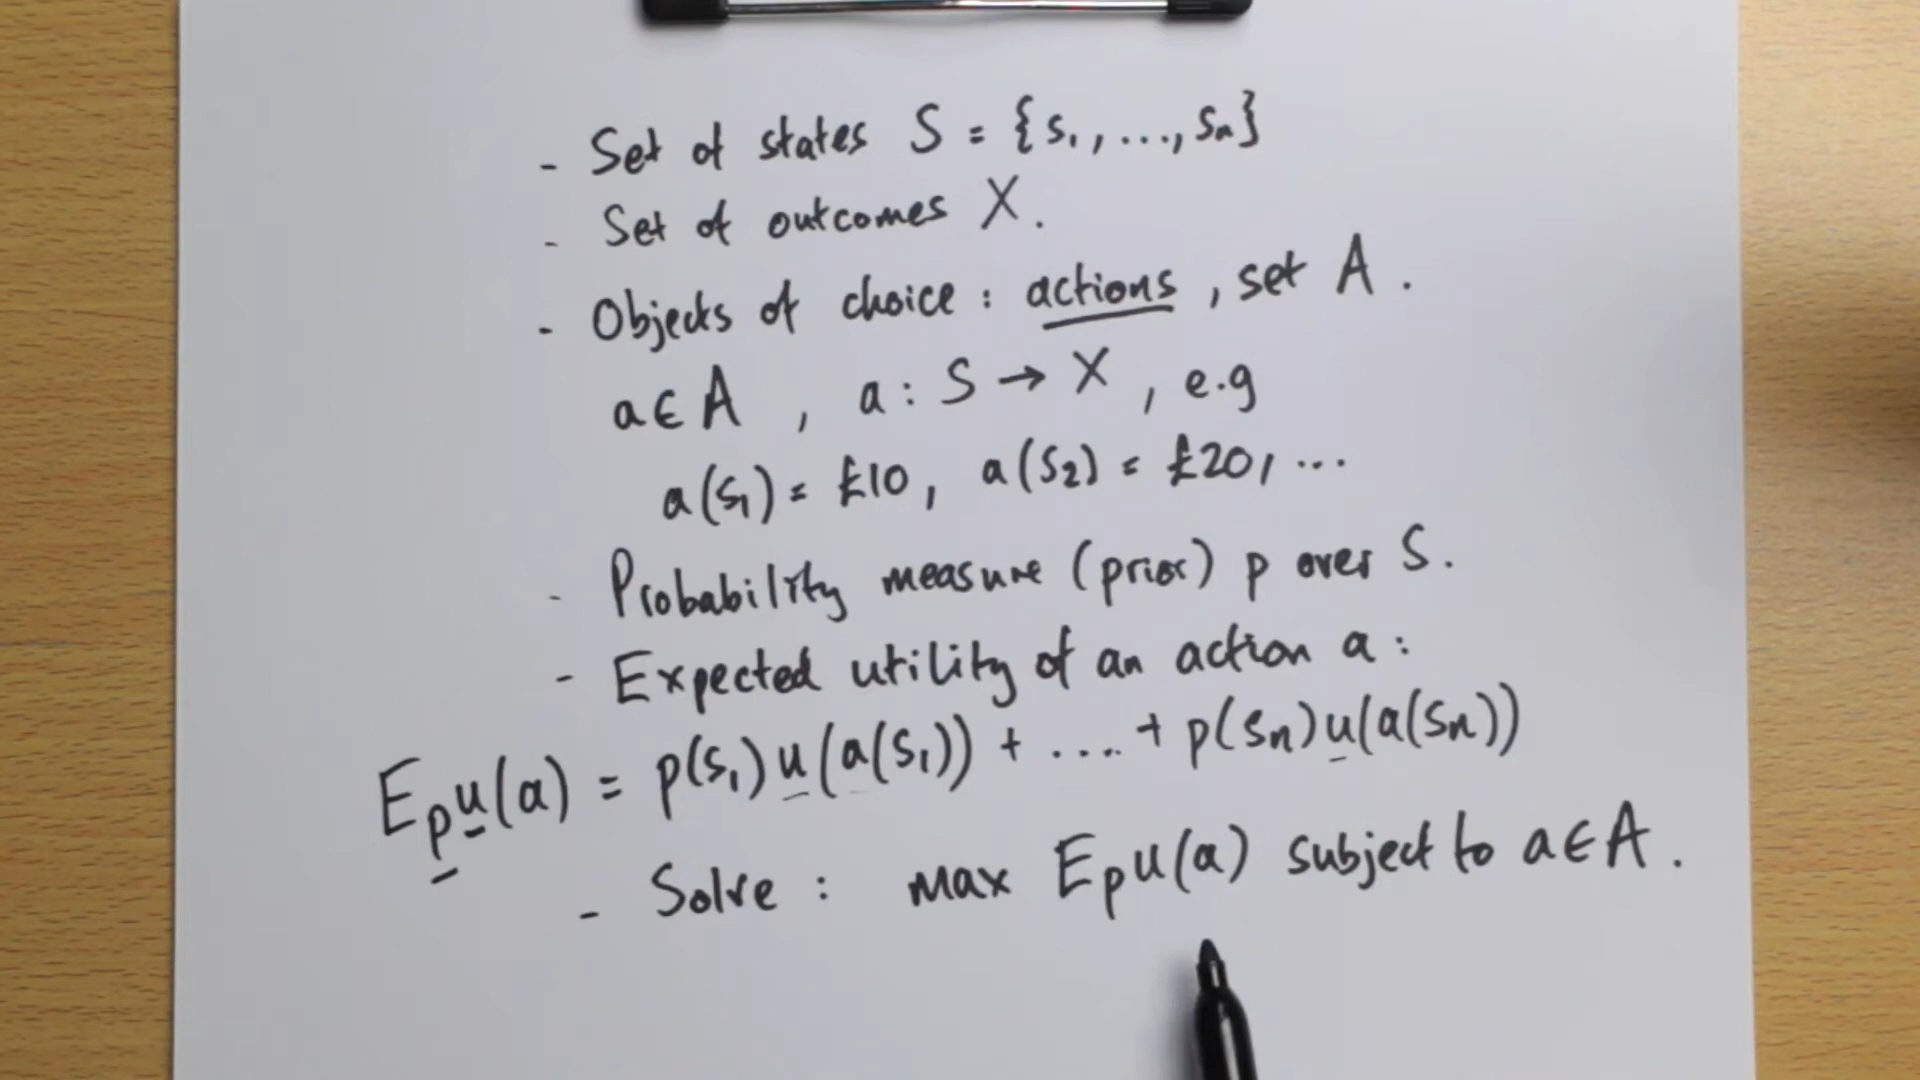 - Set of states S = {s₁, ..., sₙ}
- Set of outcomes X.
- Objects of choice : actions, set A.
a ∈ A , a : S → X , e.g
a(s₁) = £10, a(s₂) = £20, ...
- Probability measure (prior) p over S.
- Expected utility of an action a :
Eₚu(a) = p(s₁)u(a(s₁)) + .... + p(sₙ)u(a(sₙ))
- Solve : max Eₚu(a) subject to a ∈ A.